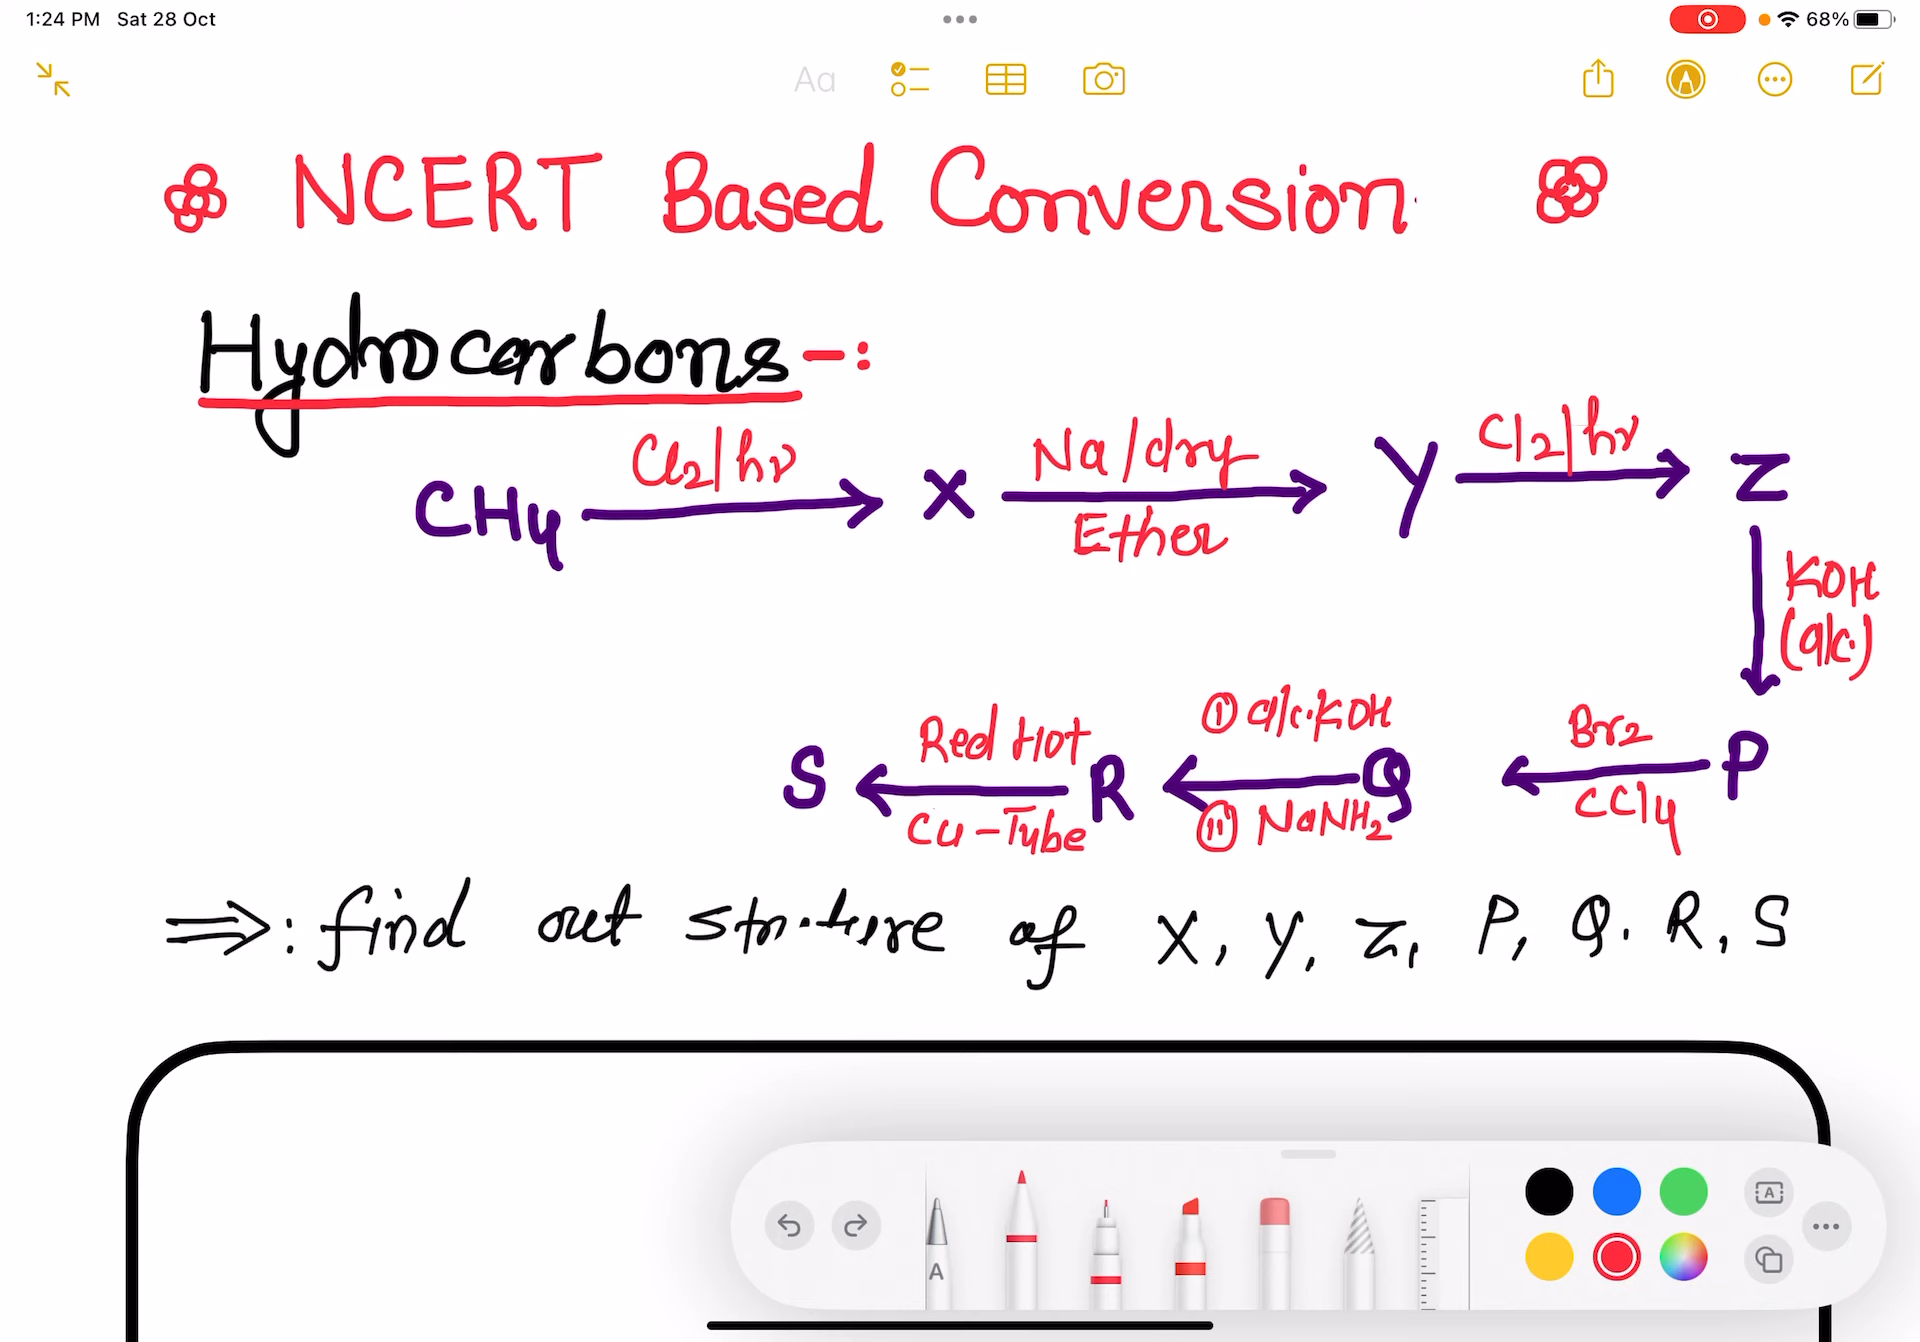 1:24 PM Sat 28 Oct
68%
Aa
NCERT Based Conversion.
Hydrocarbons -:
CH4 Cl2/hν X Na/dry Ether Y Cl2/hν Z
KOH
(alc.)
S Red Hot Cu-Tube R (I) alc.KOH (II) NaNH2 Q Br2 CCl4 P
⇒: find out of X, Y, Z, P, Q. R, S
A
A